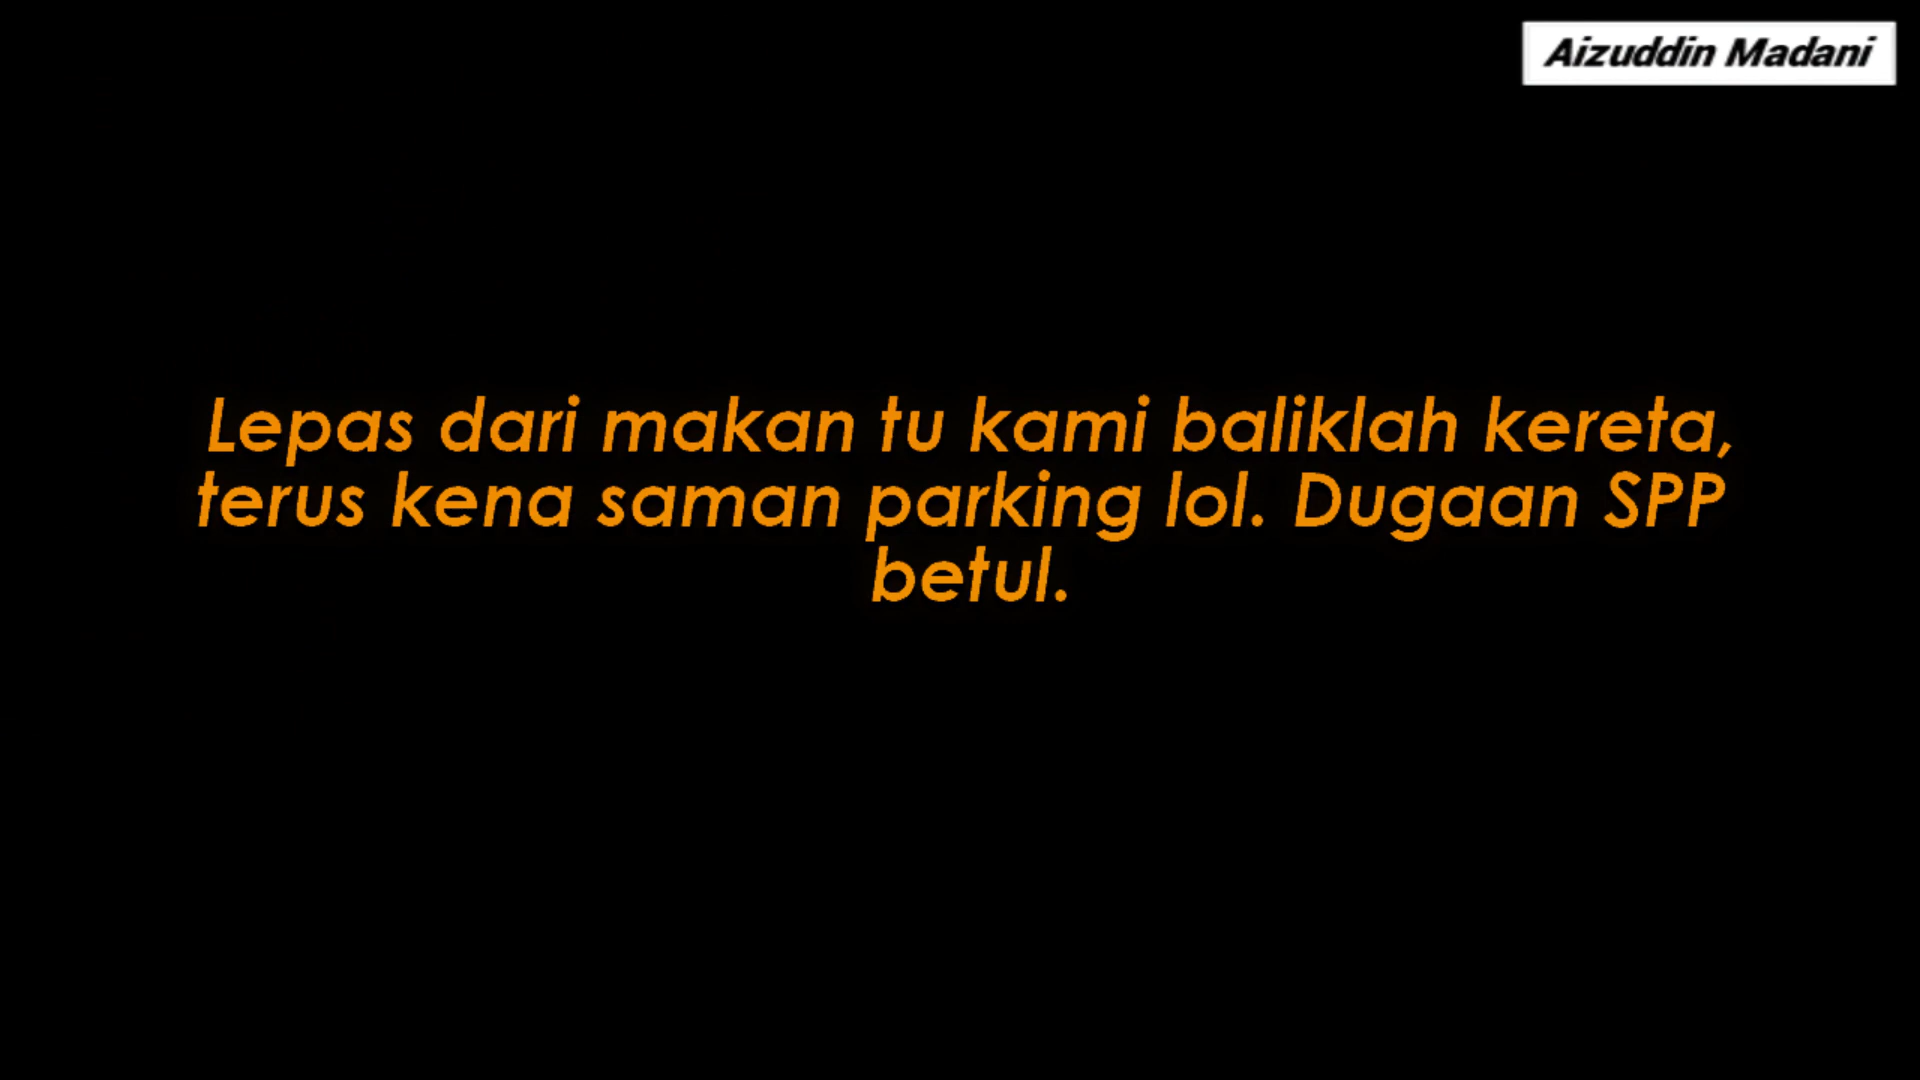 Aizuddin Madani
Lepas dari makan tu kami baliklah kereta,
terus kena saman parking lol. Dugaan SPP
betul.